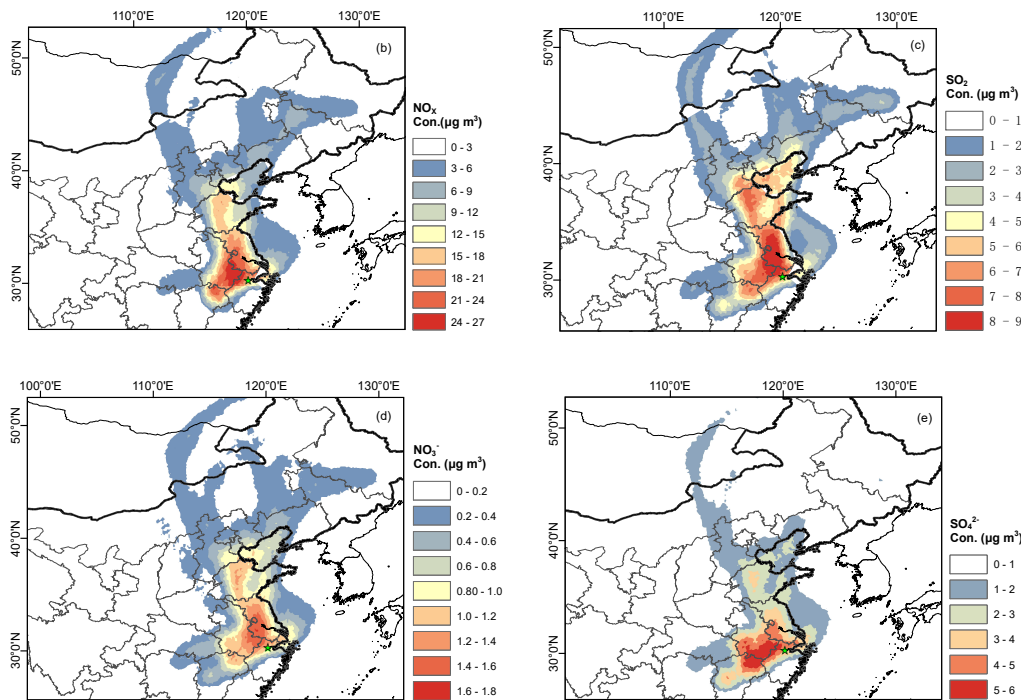 110°0'E 120°0'E 130°0'E
(b)
50°0'N
40°0'N
30°0'N
NOX
Con.(μg m³)
0 - 3
3 - 6
6 - 9
9 - 12
12 - 15
15 - 18
18 - 21
21 - 24
24 - 27
110°0'E 120°0'E 130°0'E
(c)
50°0'N
40°0'N
30°0'N
SO2
Con. (μg m³)
0 - 1
1 - 2
2 - 3
3 - 4
4 - 5
5 - 6
6 - 7
7 - 8
8 - 9
100°0'E 110°0'E 120°0'E 130°0'E
(d)
50°0'N
40°0'N
30°0'N
NO3⁻
Con. (μg m³)
0 - 0.2
0.2 - 0.4
0.4 - 0.6
0.6 - 0.8
0.80 - 1.0
1.0 - 1.2
1.2 - 1.4
1.4 - 1.6
1.6 - 1.8
110°0'E 120°0'E 130°0'E
(e)
50°0'N
40°0'N
30°0'N
SO4²⁻
Con. (μg m³)
0 - 1
1 - 2
2 - 3
3 - 4
4 - 5
5 - 6